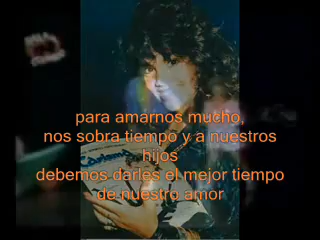 para amarnos mucho,
nos sobra tiempo y a nuestros
hijos
debemos darles el mejor tiempo
de nuestro amor